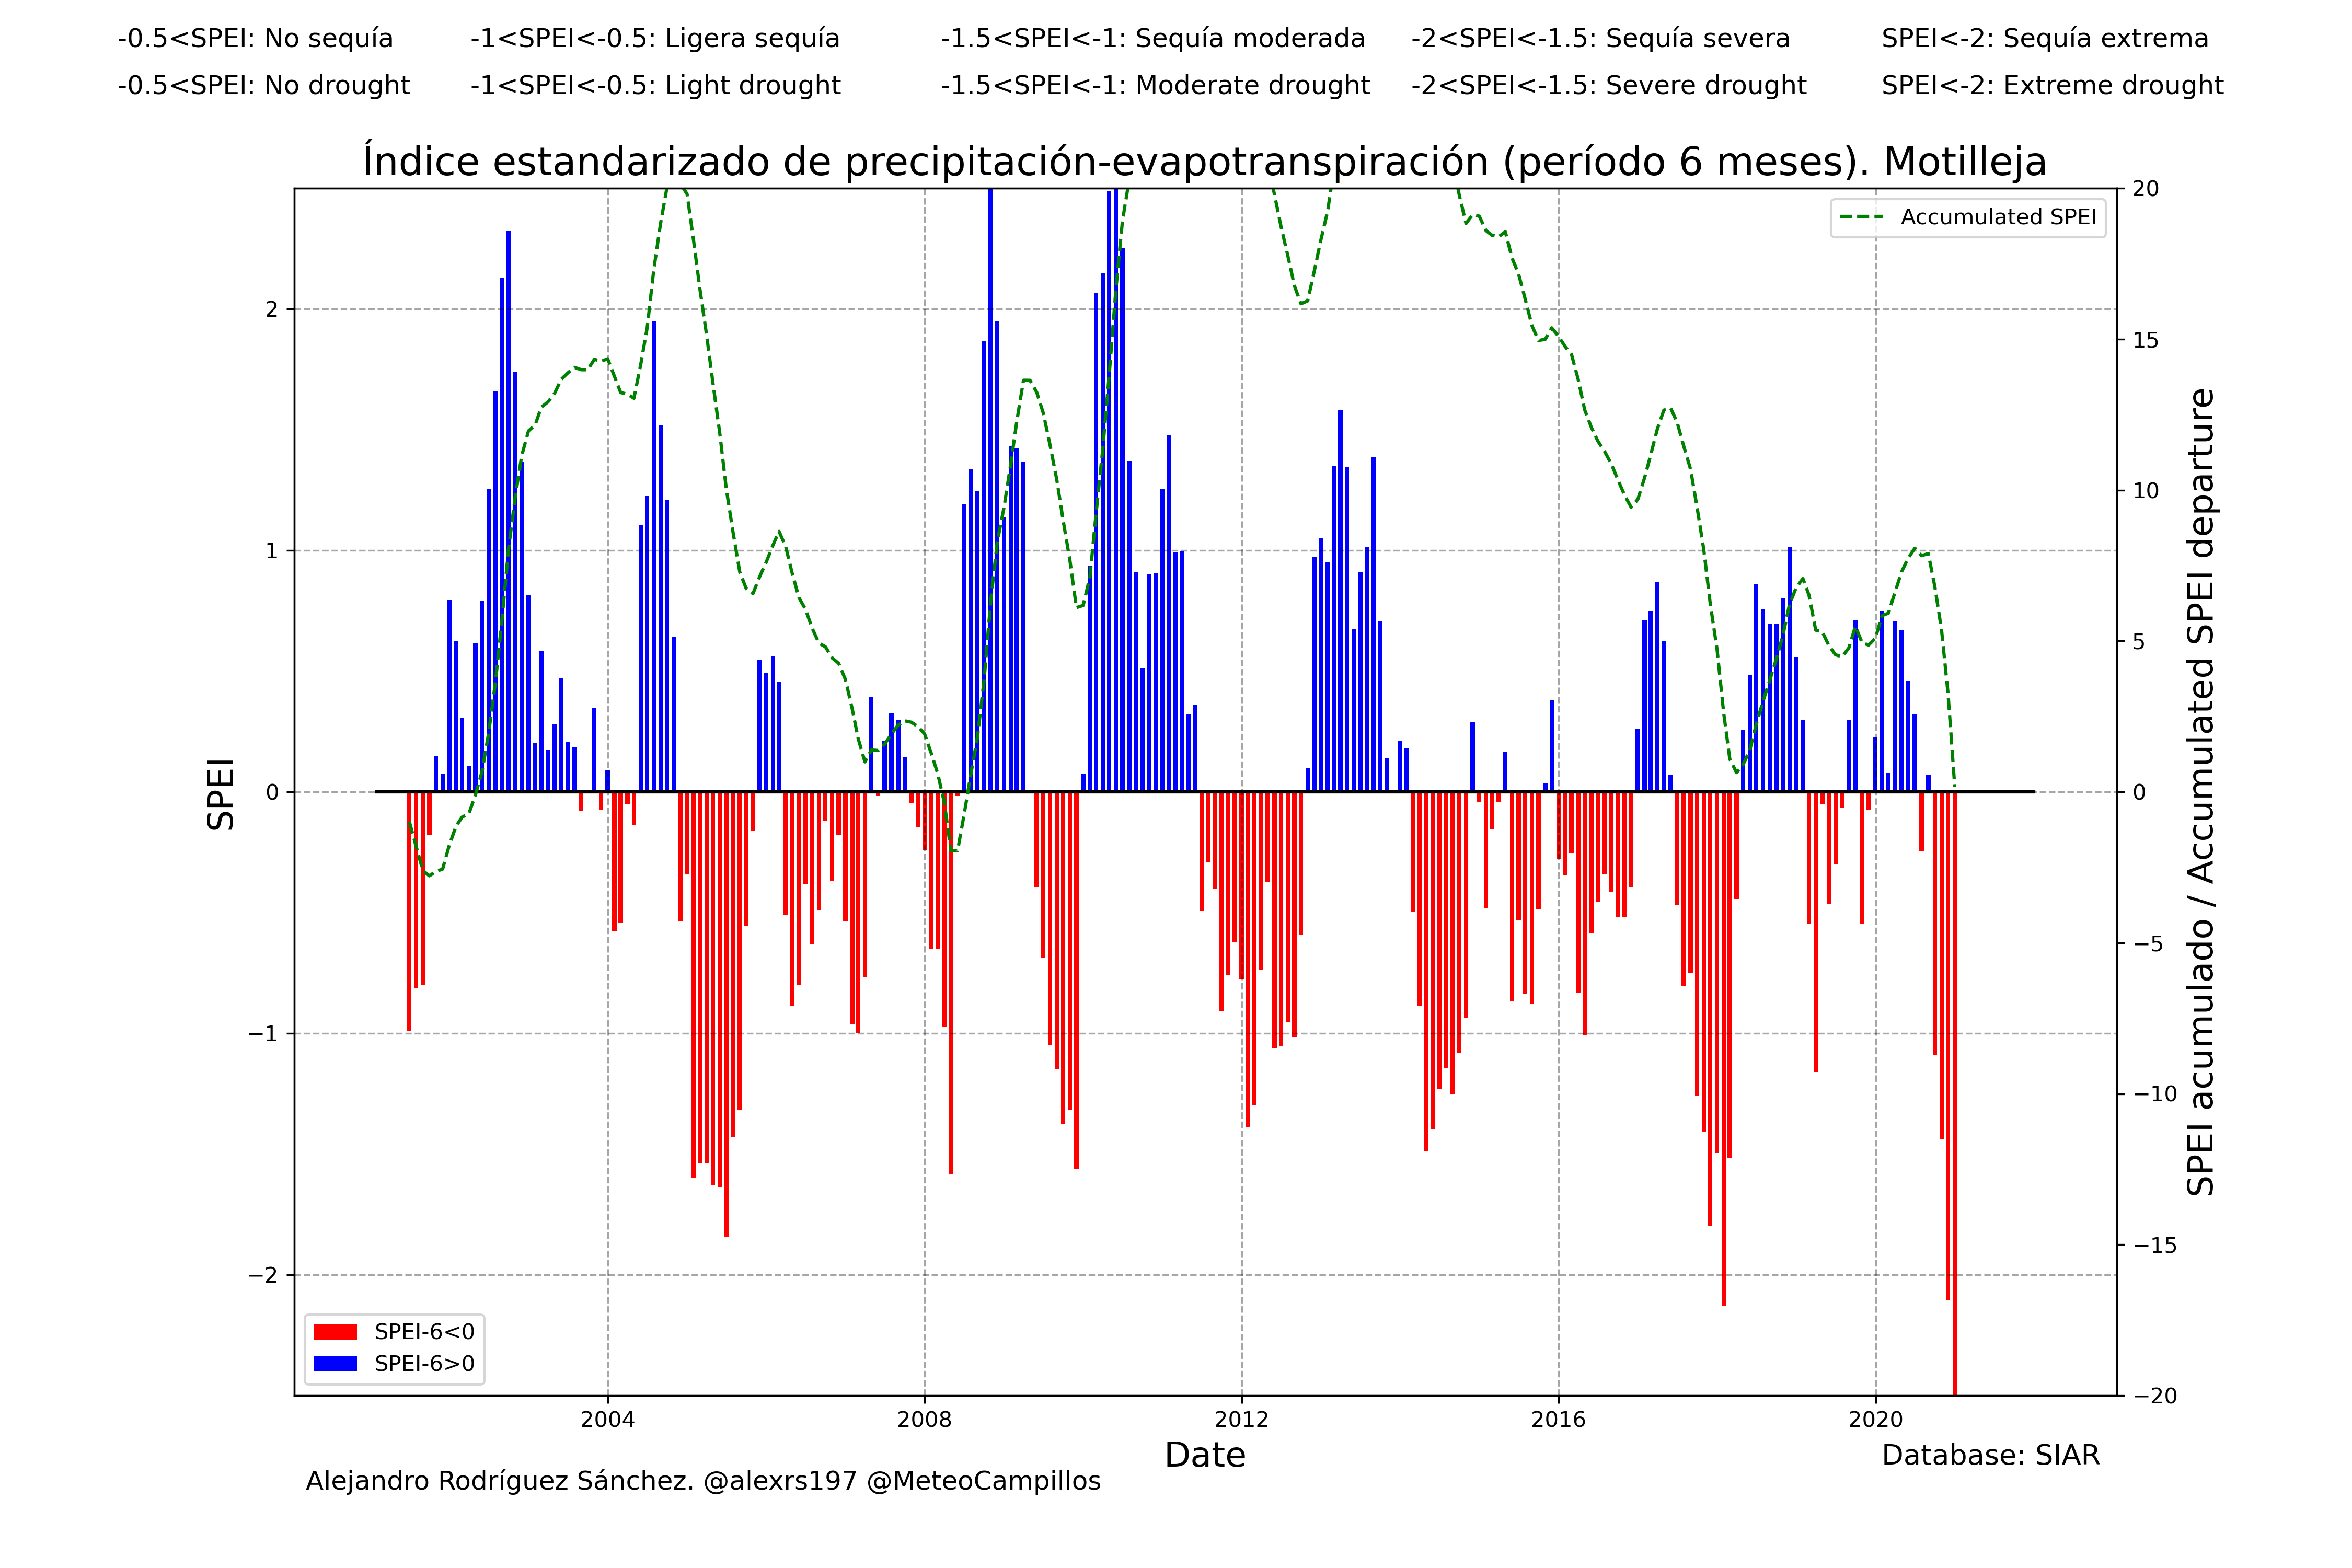 -0.5<SPEI: No sequía -1<SPEI<-0.5: Ligera sequía -1.5<SPEI<-1: Sequía moderada -2<SPEI<-1.5: Sequía severa SPEI<-2: Sequía extrema
-0.5<SPEI: No drought -1<SPEI<-0.5: Light drought -1.5<SPEI<-1: Moderate drought -2<SPEI<-1.5: Severe drought SPEI<-2: Extreme drought
Índice estandarizado de precipitación-evapotranspiración (período 6 meses). Motilleja
Accumulated SPEI
SPEI
2
1
0
−1
−2
20
15
10
5
0
−5
−10
−15
−20
SPEI acumulado / Accumulated SPEI departure
SPEI-6<0
SPEI-6>0
2004 2008 2012 2016 2020
Date
Database: SIAR
Alejandro Rodríguez Sánchez. @alexrs197 @MeteoCampillos